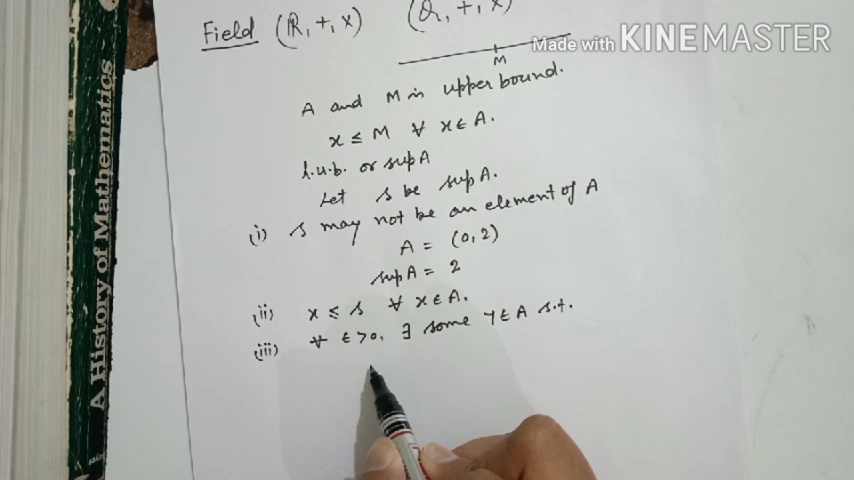 Field (ℝ, +, ×) (Q, +, ×)
Made with KINEMASTER
M
A and M is upper bound.
x ≤ M ∀ x ∈ A.
l.u.b. or sup A
Let s be sup A.
(i) s may not be an element of A
A = (0, 2)
sup A = 2
(ii) x ≤ s ∀ x ∈ A.
(iii) ∀ ε > 0, ∃ some y ∈ A s.t.
A History of Mathematics